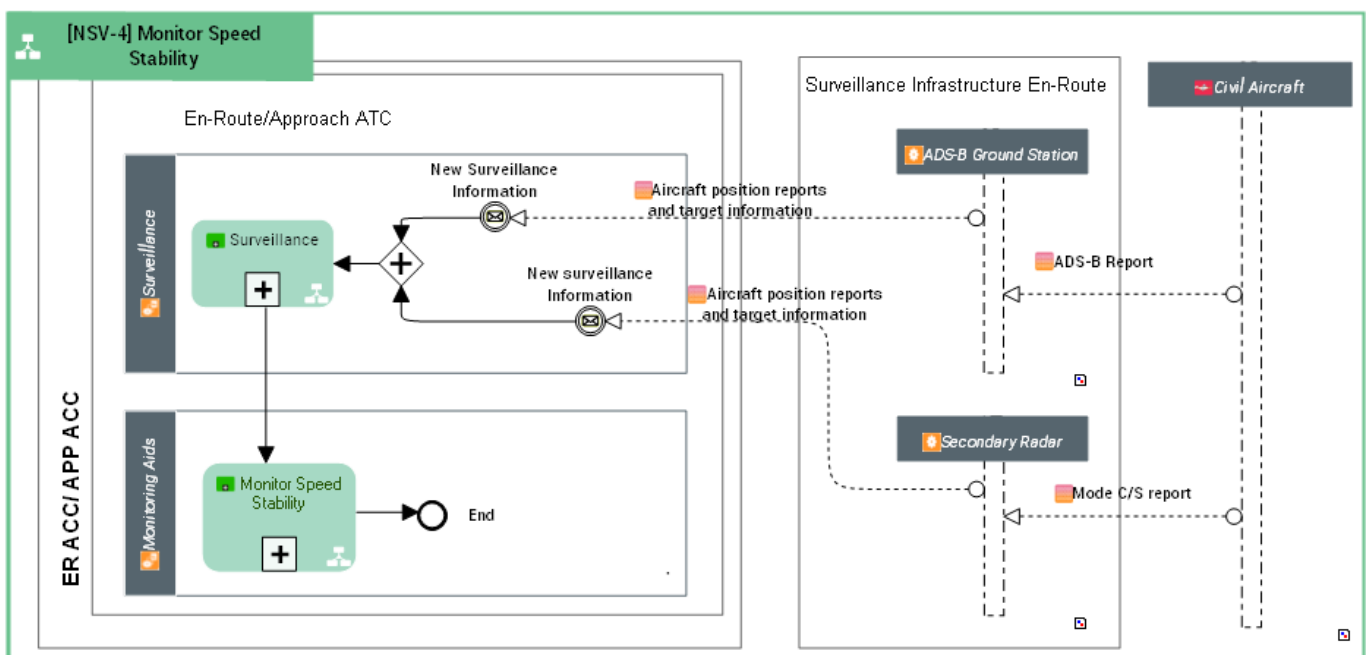 [NSV-4] Monitor Speed
Stability
ER ACC/ APP ACC
En-Route/Approach ATC
Surveillance
Surveillance
New Surveillance
Information
New surveillance
Information
Aircraft position reports
and target information
Aircraft position reports
and target information
Monitoring Aids
Monitor Speed
Stability
End
Surveillance Infrastructure En-Route
ADS-B Ground Station
Secondary Radar
Civil Aircraft
ADS-B Report
Mode C/S report